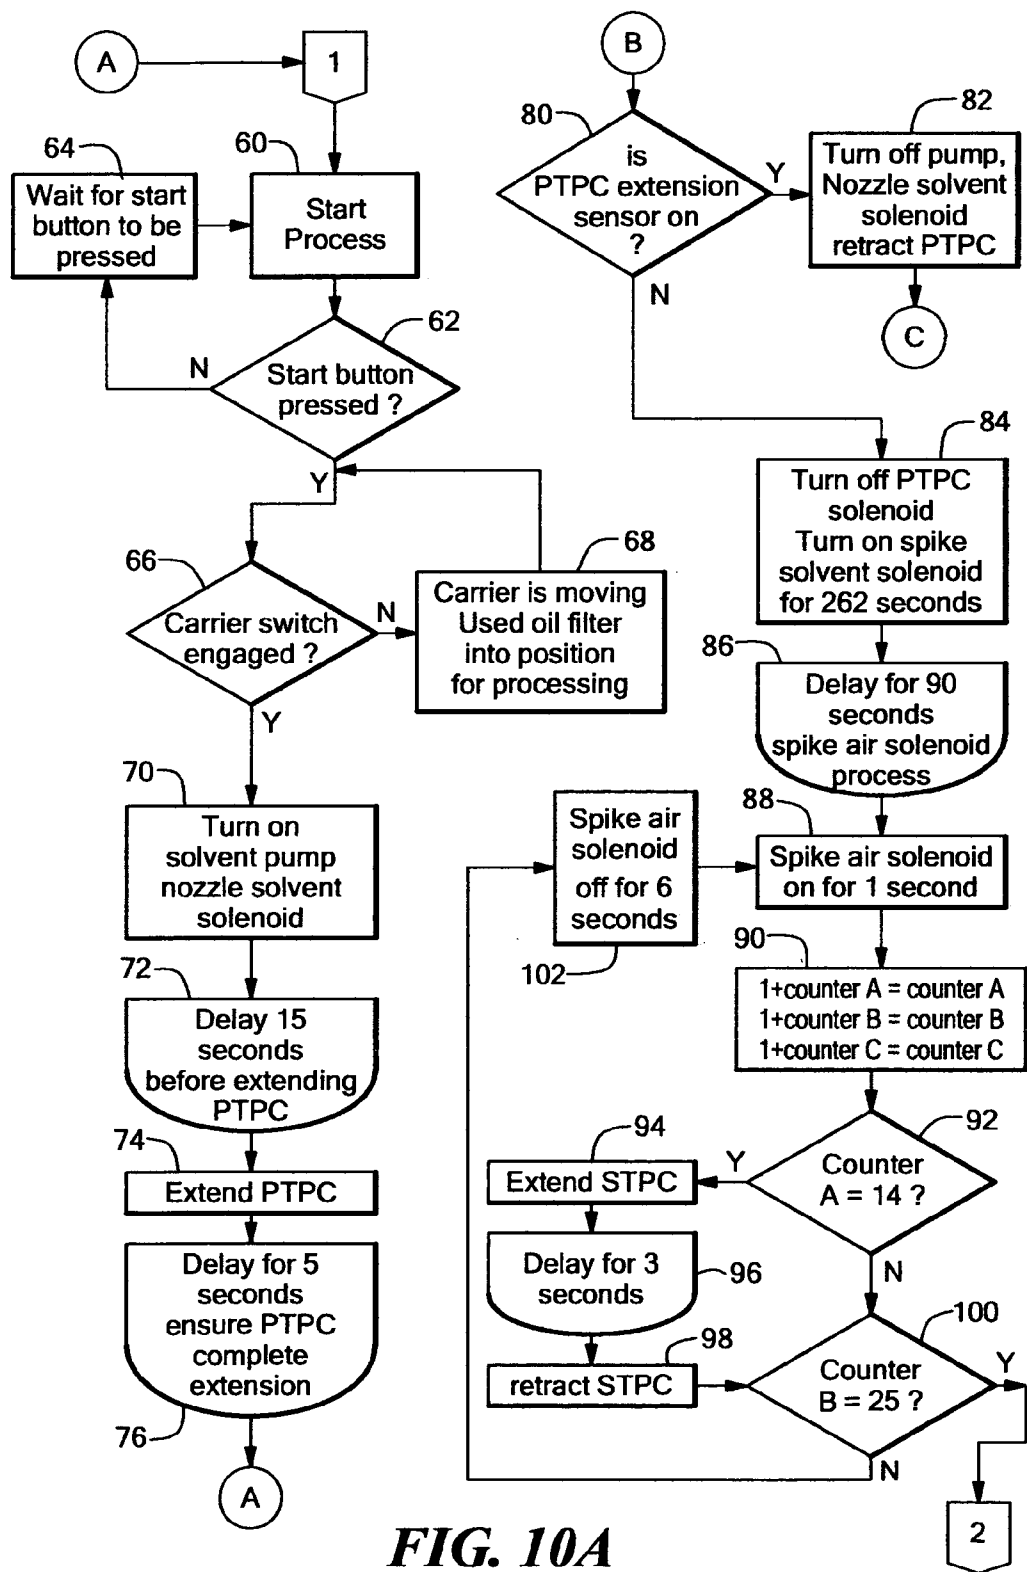 A
1
64
60
Wait for start
button to be
pressed
Start
Process
62
N
Start button
pressed ?
Y
66
68
Carrier switch
engaged ?
N
Carrier is moving
Used oil filter
into position
for processing
Y
70
Turn on
solvent pump
nozzle solvent
solenoid
72
Delay 15
seconds
before extending
PTPC
74
Extend PTPC
Delay for 5
seconds
ensure PTPC
complete
extension
76
A
B
80
82
is
PTPC extension
sensor on
?
Y
Turn off pump,
Nozzle solvent
solenoid
retract PTPC
N
C
84
Turn off PTPC
solenoid
Turn on spike
solvent solenoid
for 262 seconds
86
Delay for 90
seconds
spike air solenoid
process
88
Spike air
solenoid
off for 6
seconds
102
Spike air solenoid
on for 1 second
90
1+counter A = counter A
1+counter B = counter B
1+counter C = counter C
94
92
Extend STPC
Y
Counter
A = 14 ?
N
Delay for 3
seconds
96
100
98
retract STPC
Counter
B = 25 ?
Y
N
2
FIG. 10A